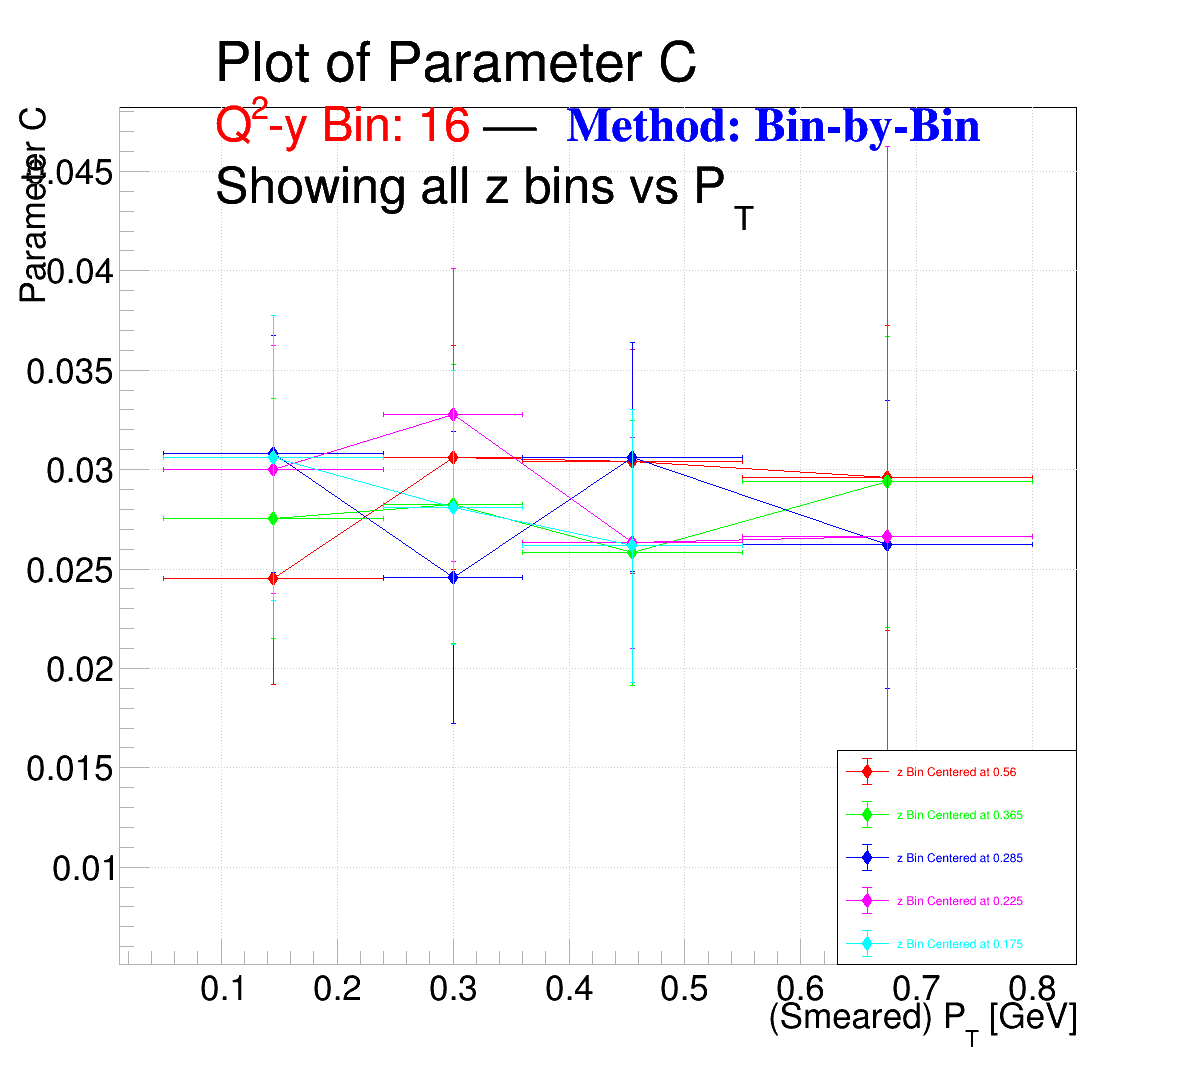 Plot of Parameter C
Q²-y Bin: 16 — Method: Bin-by-Bin
Showing all z bins vs P_T
Parameter C
0.045
0.04
0.035
0.03
0.025
0.02
0.015
0.01
z Bin Centered at 0.56
z Bin Centered at 0.365
z Bin Centered at 0.285
z Bin Centered at 0.225
z Bin Centered at 0.175
0.1 0.2 0.3 0.4 0.5 0.6 0.7 0.8
(Smeared) P_T [GeV]